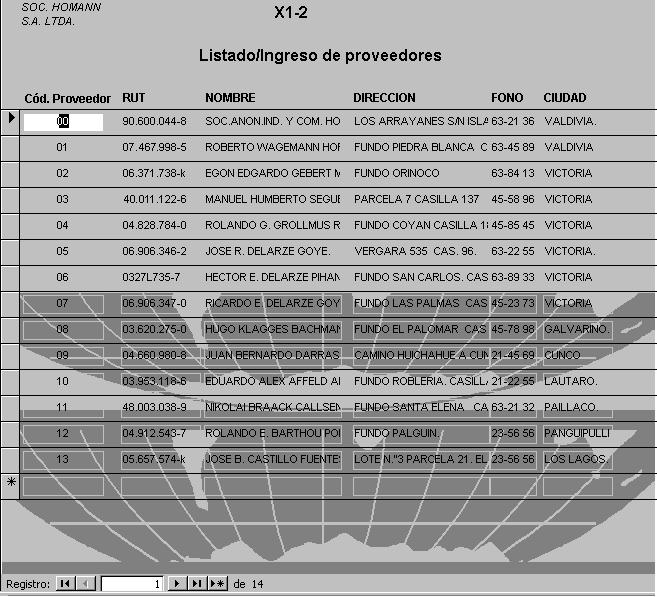 SOC. HOMANN
S.A. LTDA.
X1-2
Listado/Ingreso de proveedores
Cód. Proveedor RUT NOMBRE DIRECCION FONO CIUDAD
00 90.600.044-8 SOC.ANON.IND. Y COM. HO LOS ARRAYANES S/N ISLA 63-21 36 VALDIVIA.
01 07.467.998-5 ROBERTO WAGEMANN HOF FUNDO PIEDRA BLANCA C 63-45 89 VALDIVIA
02 06.371.738-k EGON EDGARDO GEBERT M FUNDO ORINOCO 63-84 13 VICTORIA
03 40.011.122-6 MANUEL HUMBERTO SEGUE PARCELA 7 CASILLA 137 45-58 96 VICTORIA
04 04.828.784-0 ROLANDO G. GROLLMUS R FUNDO COYAN CASILLA 1 45-85 45 VICTORIA
05 06.906.346-2 JOSE R. DELARZE GOYE. VERGARA 535 CAS. 96. 63-22 55 VICTORIA.
06 0327L735-7 HECTOR E. DELARZE PIHAN FUNDO SAN CARLOS. CAS 63-89 33 VICTORIA
07 06.906.347-0 RICARDO E. DELARZE GOY FUNDO LAS PALMAS CAS 45-23 73 VICTORIA
08 03.620.275-0 HUGO KLAGGES BACHMAN FUNDO EL PALOMAR CAS 45-78 98 GALVARINO.
09 04.660.980-8 JUAN BERNARDO DARRAS CAMINO HUICHAHUE A CUN 21-45 69 CUNCO
10 03.953.118-6 EDUARDO ALEX AFFELD AL FUNDO ROBLERIA. CASILL 21-22 55 LAUTARO.
11 48.003.038-9 NIKOLAI BRAACK CALLSEN FUNDO SANTA ELENA CA 63-21 32 PAILLACO.
12 04.912.543-7 ROLANDO E. BARTHOU POI FUNDO PALGUIN. 23-56 56 PANGUIPULLI
13 05.657.574-k JOSE B. CASTILLO FUENTE LOTE N."3 PARCELA 21. EL 23-56 56 LOS LAGOS.
Registro: 1 de 14